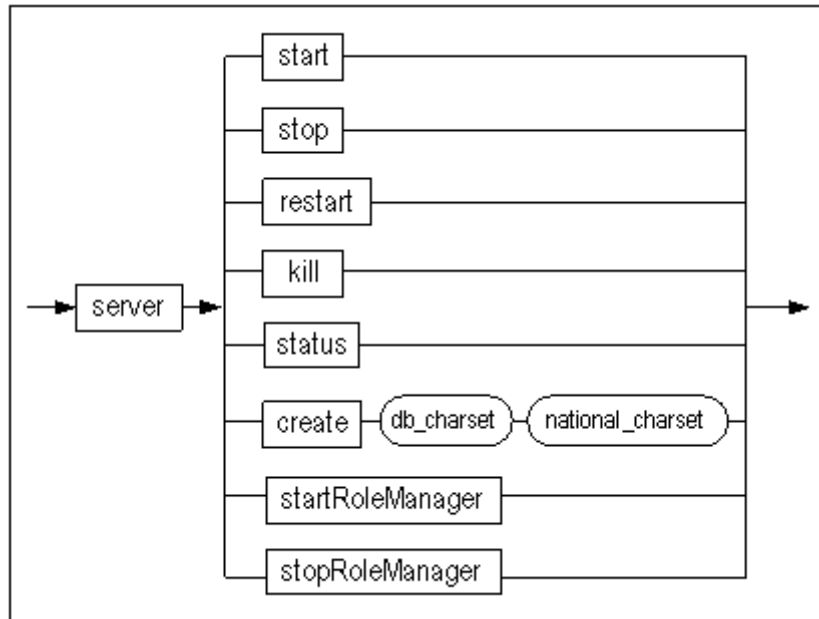 start
stop
restart
kill
server
status
create db_charset national_charset
startRoleManager
stopRoleManager